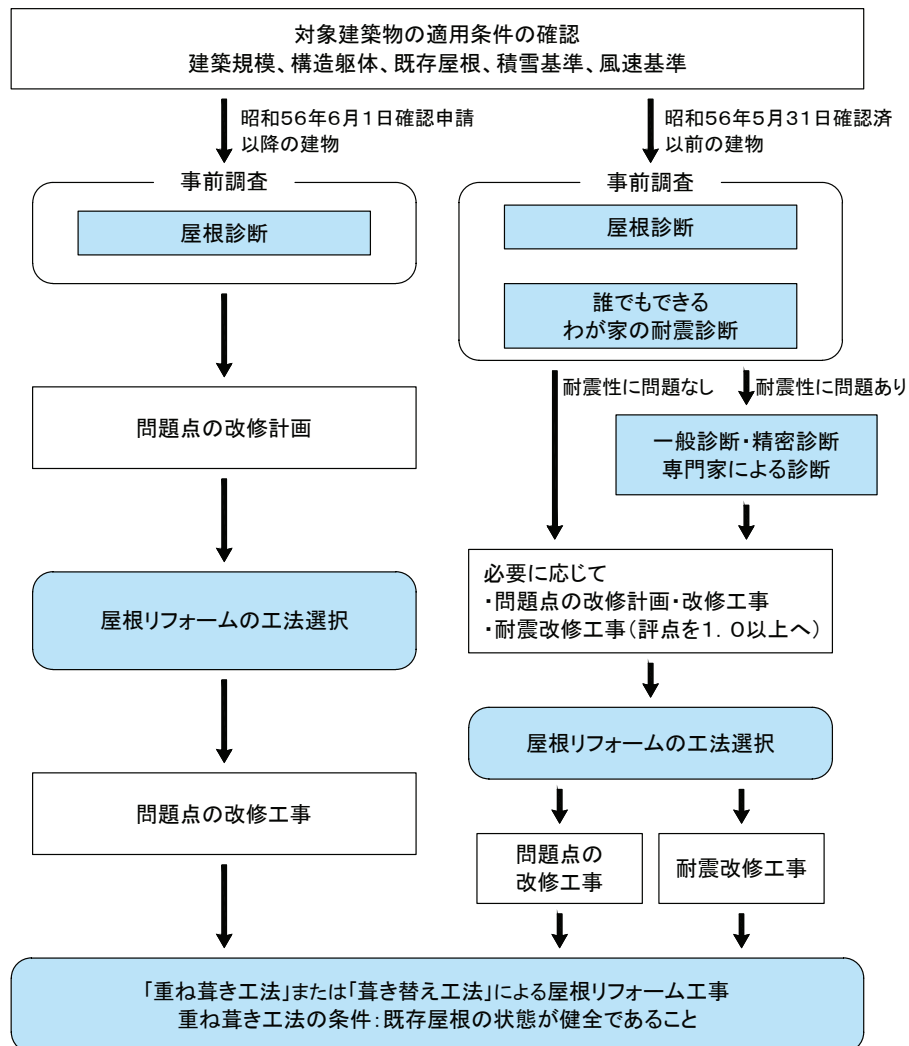 対象建築物の適用条件の確認
建築規模、構造躯体、既存屋根、積雪基準、風速基準
昭和56年6月1日確認申請
以降の建物
事前調査
屋根診断
問題点の改修計画
屋根リフォームの工法選択
問題点の改修工事
昭和56年5月31日確認済
以前の建物
事前調査
屋根診断
誰でもできる
わが家の耐震診断
耐震性に問題なし
耐震性に問題あり
一般診断・精密診断
専門家による診断
必要に応じて
・問題点の改修計画・改修工事
・耐震改修工事(評点を1.0以上へ)
屋根リフォームの工法選択
問題点の
改修工事
耐震改修工事
「重ね葺き工法」または「葺き替え工法」による屋根リフォーム工事
重ね葺き工法の条件:既存屋根の状態が健全であること